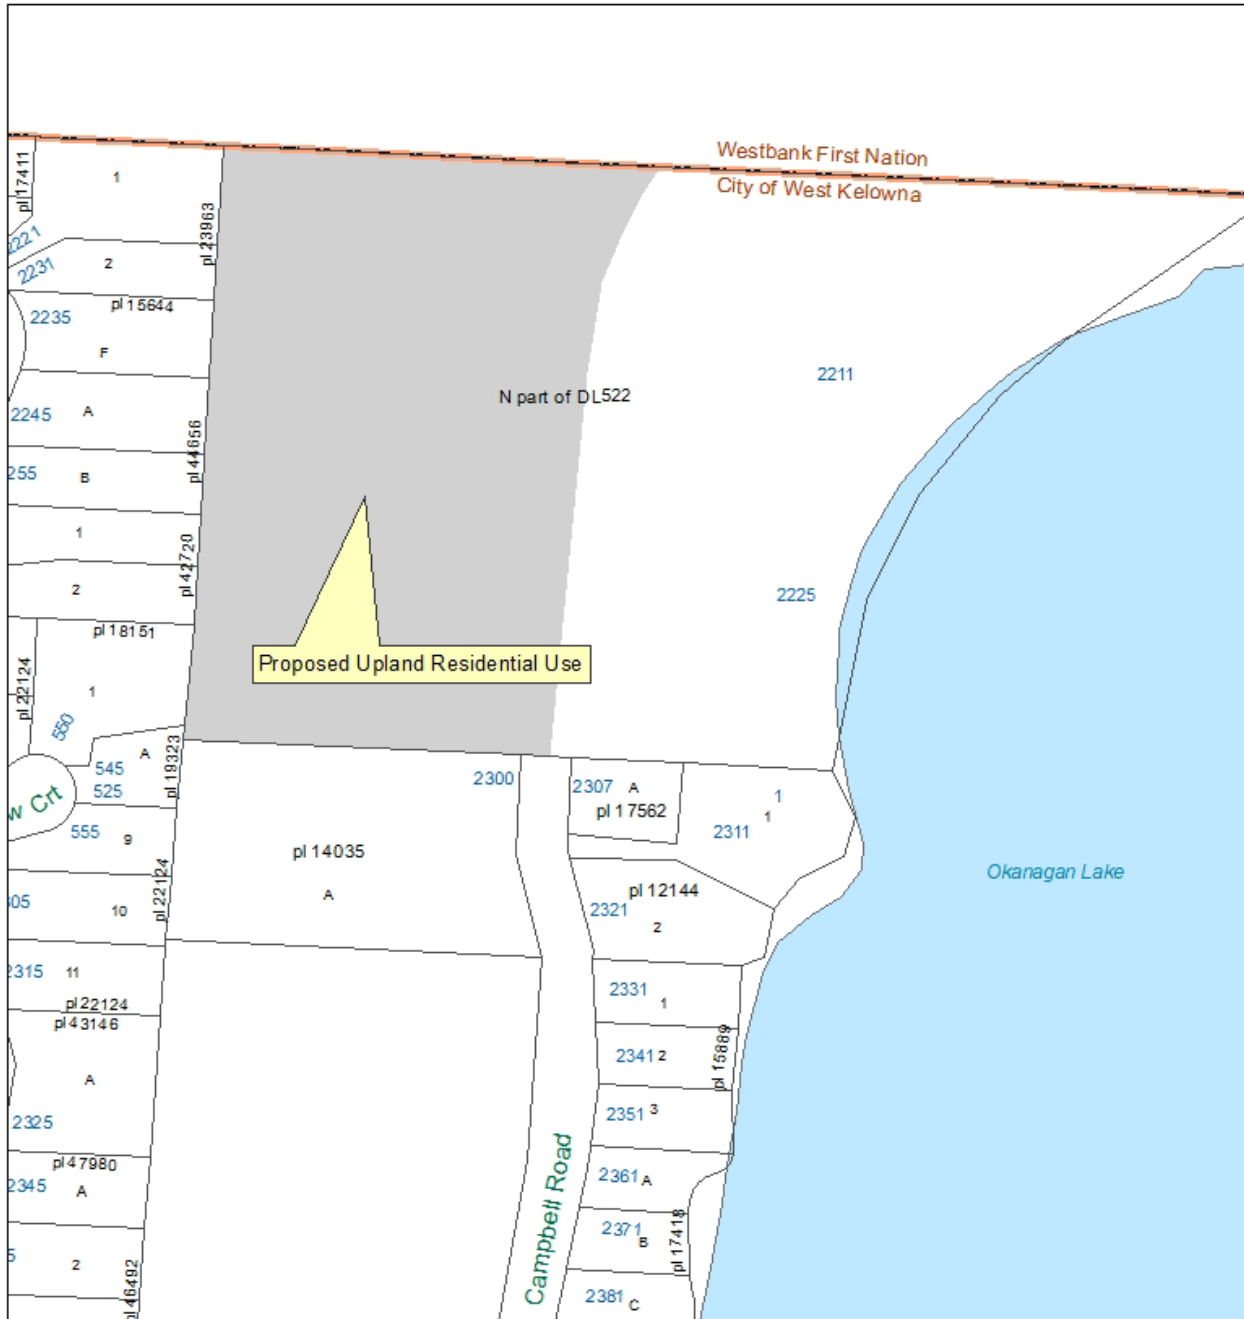 Westbank First Nation
City of West Kelowna
pl 17411
1
pl 23963
2221
2231
2
pl 15644
2235
F
2211
N part of DL522
2245
A
pl 44656
255
B
1
pl 42720
2
2225
pl 18151
Proposed Upland Residential Use
pl 22124
1
550
A
545
pl 19323
525
2300
2307
A
pl 17562
1
1
2311
w Crt
555
9
pl 14035
A
pl 22124
Okanagan Lake
pl 12144
2321
2
10
2315
11
pl 22124
pl 43146
2331
1
2341
2
pl 15889
A
2351
3
2325
pl 47980
2345
A
2361
A
Campbell Road
2371
B
pl 17418
2
pl 46492
2381
C